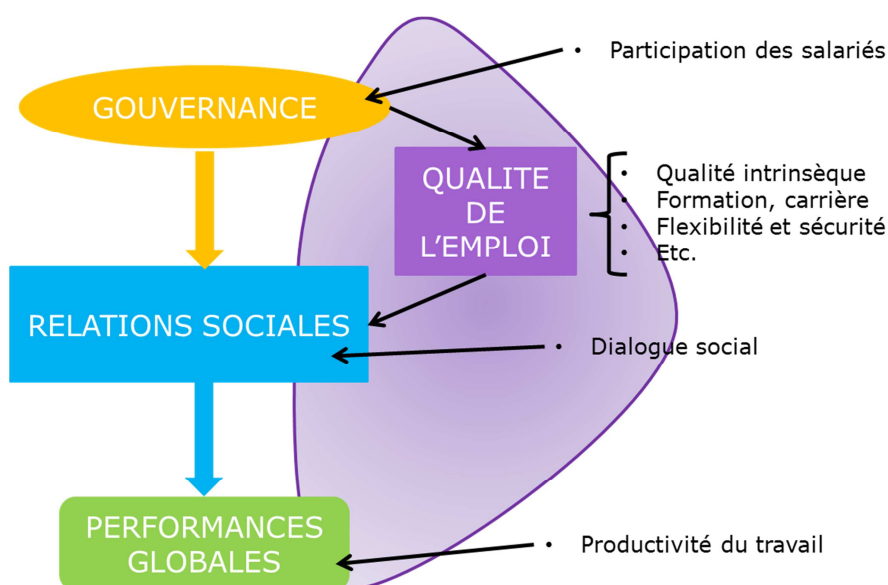 • Participation des salariés
GOUVERNANCE
QUALITE
DE
L’EMPLOI
• Qualité intrinsèque
• Formation, carrière
• Flexibilité et sécurité
• Etc.
RELATIONS SOCIALES
• Dialogue social
PERFORMANCES
GLOBALES
• Productivité du travail